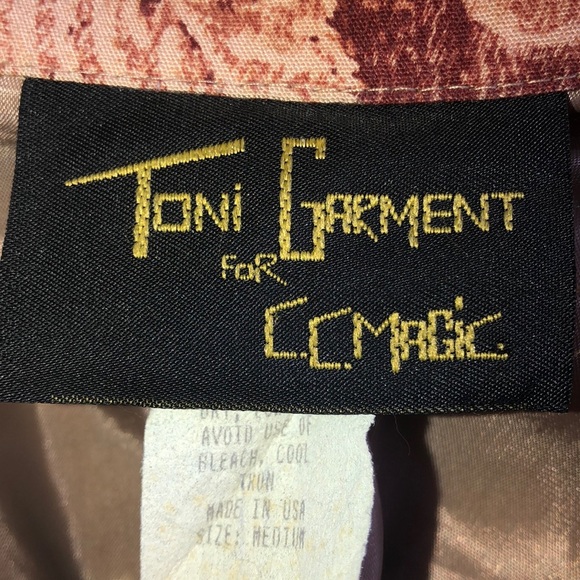 Toni Garment
FOR
C.C. MAGIC.
AVOID USE OF
BLEACH, COOL
IRON
MADE IN USA
SIZE: MEDIUM